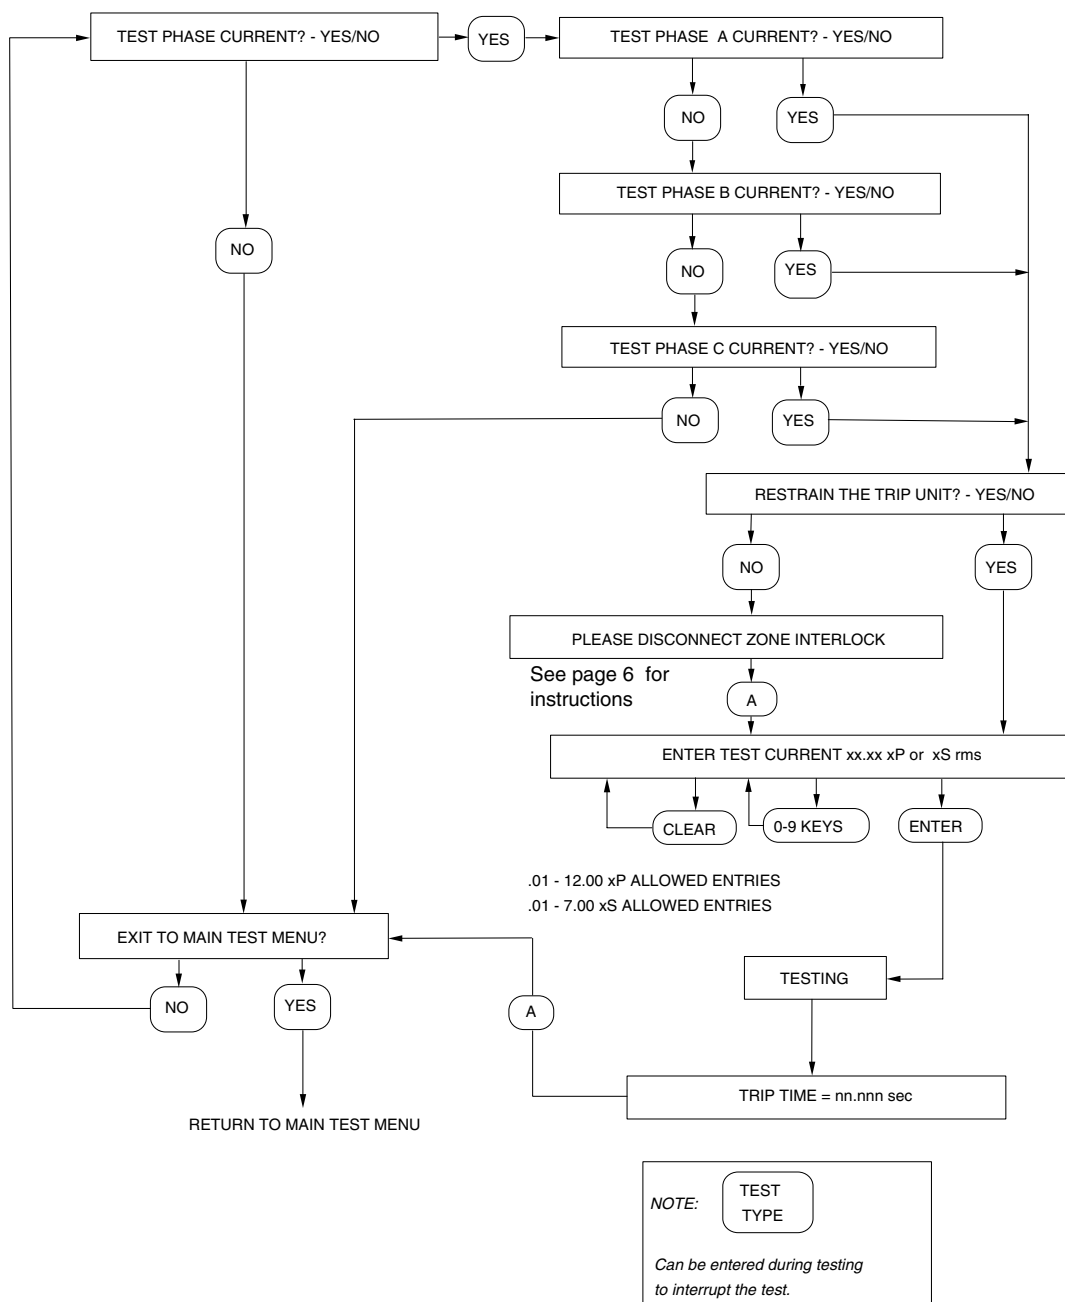 TEST PHASE CURRENT? - YES/NO
YES
TEST PHASE A CURRENT? - YES/NO
NO
YES
TEST PHASE B CURRENT? - YES/NO
NO
NO
YES
TEST PHASE C CURRENT? - YES/NO
NO
YES
RESTRAIN THE TRIP UNIT? - YES/NO
NO
YES
PLEASE DISCONNECT ZONE INTERLOCK
See page 6 for
instructions
A
ENTER TEST CURRENT xx.xx xP or xS rms
CLEAR
0-9 KEYS
ENTER
.01 - 12.00 xP ALLOWED ENTRIES
.01 - 7.00 xS ALLOWED ENTRIES
EXIT TO MAIN TEST MENU?
TESTING
NO
YES
A
TRIP TIME = nn.nnn sec
RETURN TO MAIN TEST MENU
NOTE:
TEST
TYPE
Can be entered during testing
to interrupt the test.